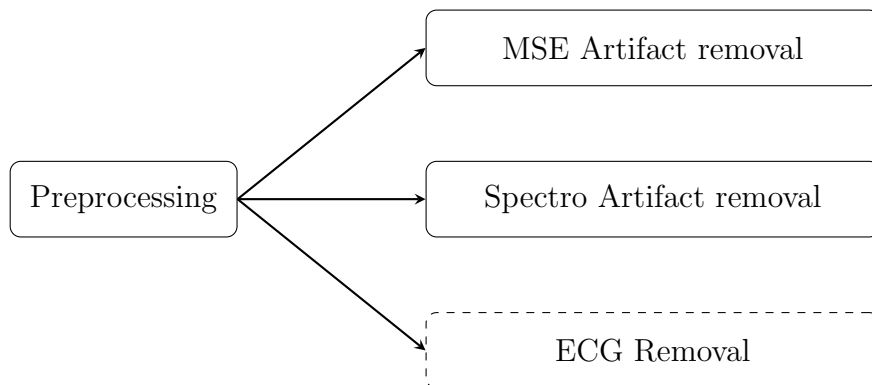 MSE Artifact removal
Preprocessing
Spectro Artifact removal
ECG Removal